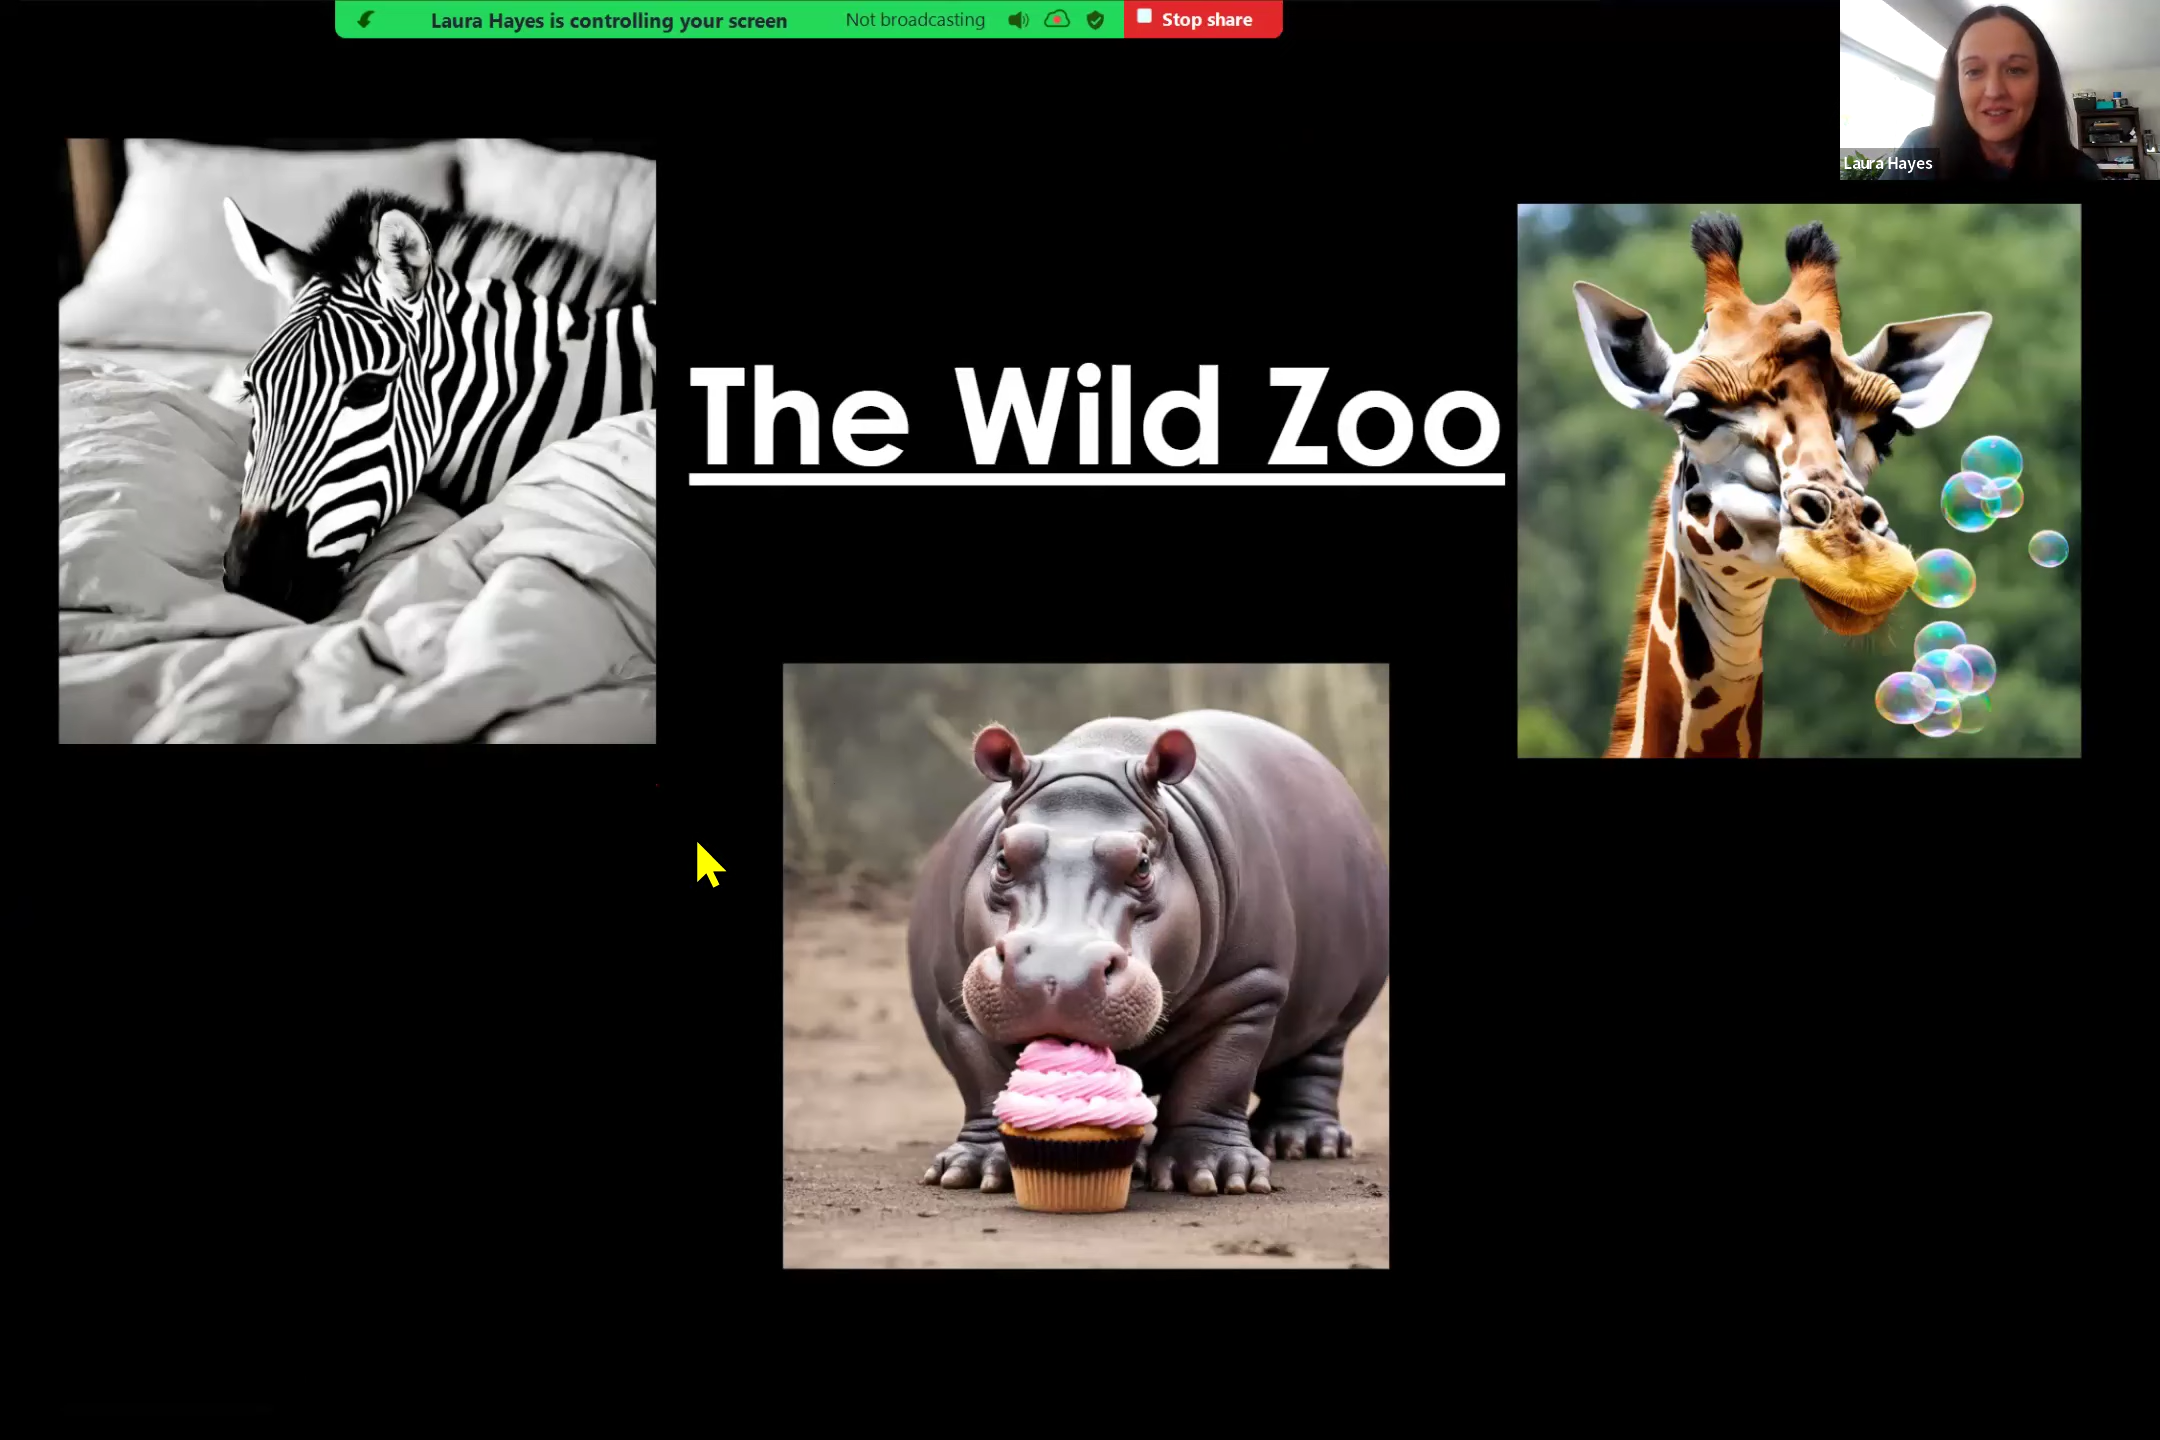 Laura Hayes is controlling your screen Not broadcasting Stop share
Laura Hayes
The Wild Zoo